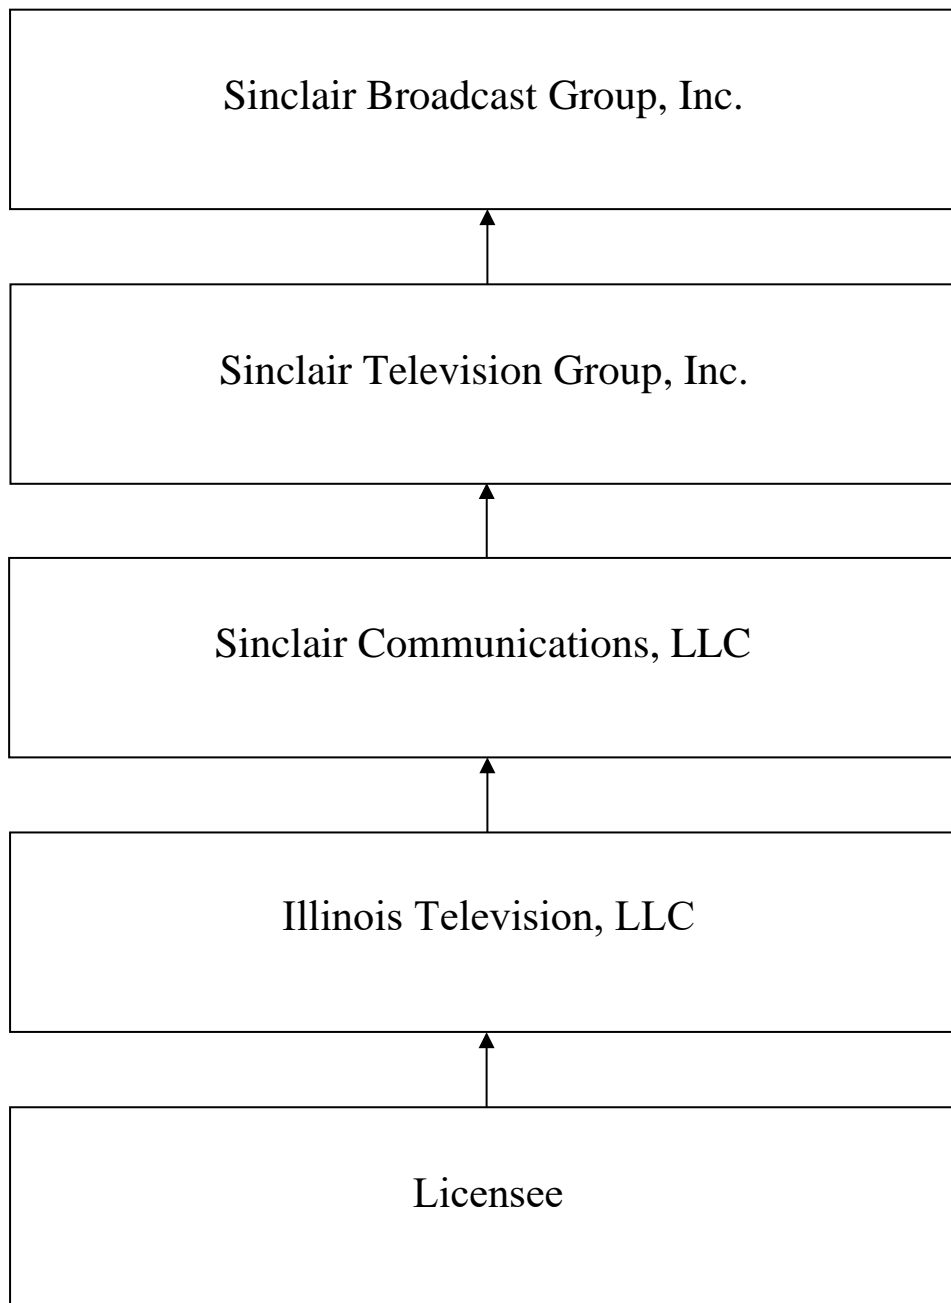 Sinclair Broadcast Group, Inc.
Sinclair Television Group, Inc.
Sinclair Communications, LLC
Illinois Television, LLC
Licensee